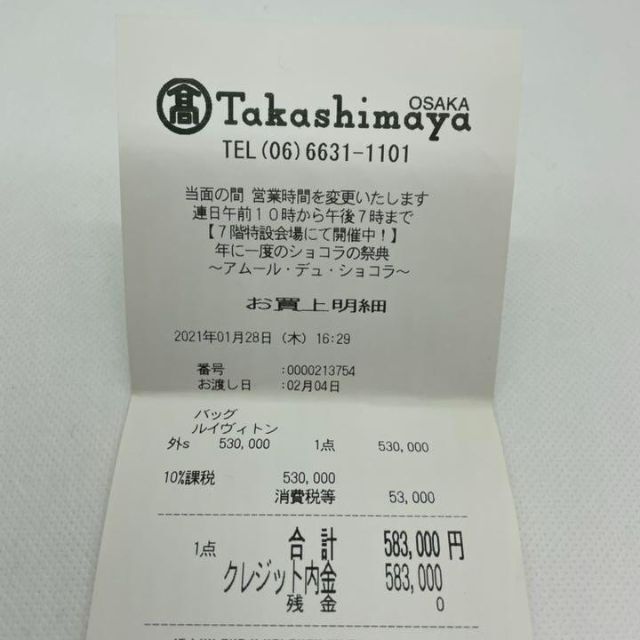 髙 Takashimaya OSAKA
TEL(06)6631-1101
当面の間 営業時間を変更いたします
連日午前10時から午後7時まで
【7階特設会場にて開催中!】
年に一度のショコラの祭典
~アムール・デュ・ショコラ~
お買上明細
2021年01月28日(木)16:29
番号 :0000213754
お渡し日 :02月04日
バッグ
ルイヴィトン
外s 530,000 1点 530,000
10%課税 530,000
消費税等 53,000
1点 合計 583,000円
クレジット内金 583,000
残金 0